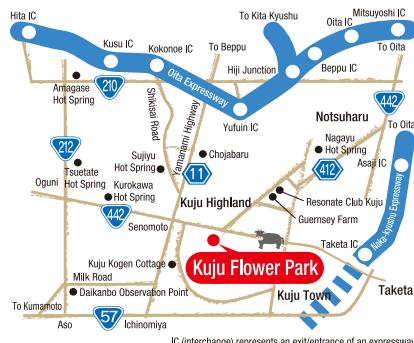 Hita IC
Kusu IC
Kokonoe IC
To Beppu
To Kita Kyushu
Oita IC
Mitsuyoshi IC
To Oita
Hiji Junction
Beppu IC
Amagase
Hot Spring
210
Shikisai Road
Yamanami Highway
Oita Expressway
Yufuin IC
442
To Oita
Notsuharu
212
Tsuetate
Hot Spring
Sujiyu
Hot Spring
Chojabaru
11
Nagayu
Hot Spring
412
Asaji IC
Oguni
Kurokawa
Hot Spring
Kuju Highland
Resonate Club Kuju
Guernsey Farm
442
Senomoto
Naka-kyushu Expressway
Taketa IC
Kuju Flower Park
Kuju Kogen Cottage
Milk Road
Daikanbo Observation Point
Kuju Town
Taketa
To Kumamoto
Aso
57
Ichinomiya
IC (interchange) represents an exit/entrance of an expressway